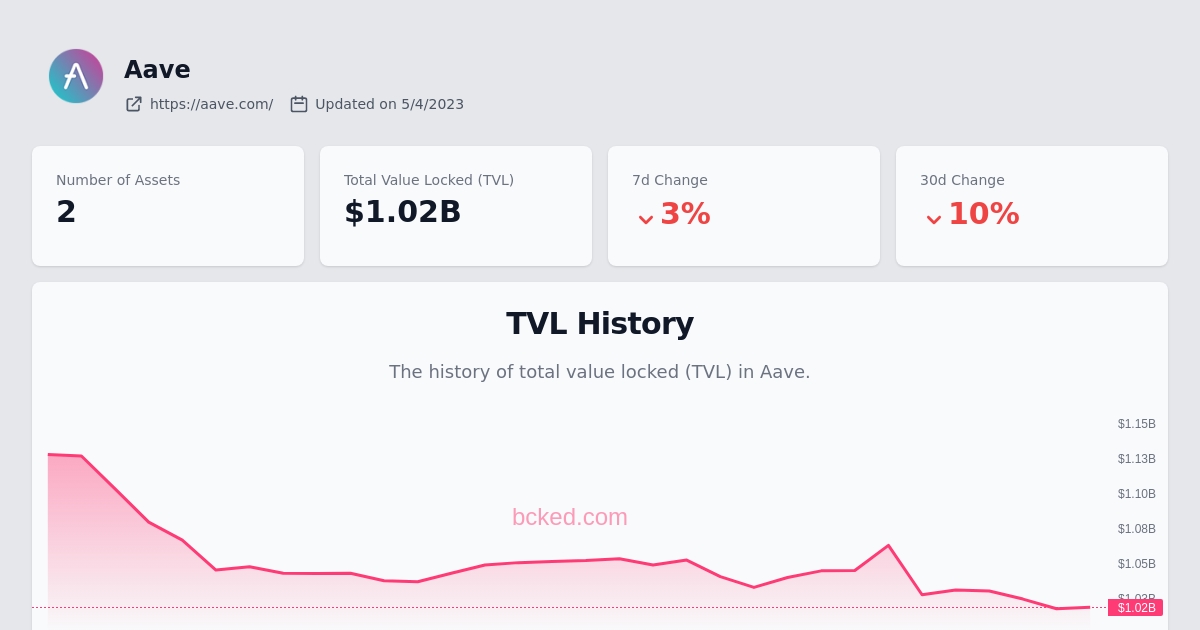 Aave
https://aave.com/ Updated on 5/4/2023
Number of Assets
2
Total Value Locked (TVL)
$1.02B
7d Change
3%
30d Change
10%
TVL History
The history of total value locked (TVL) in Aave.
$1.15B
$1.13B
$1.10B
bcked.com
$1.08B
$1.05B
$1.03B
$1.02B